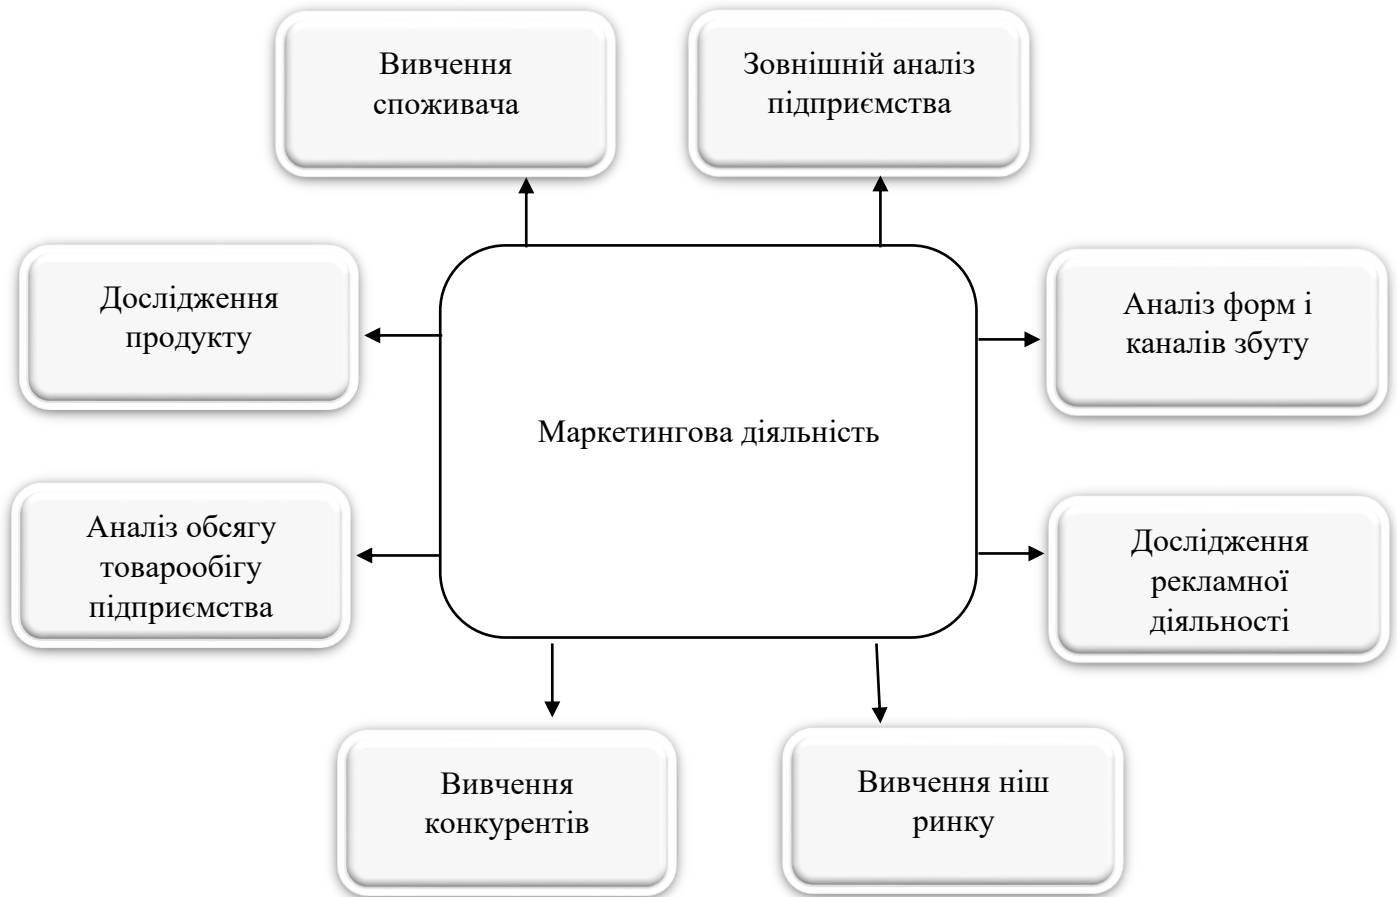 Вивчення
споживача
Зовнішній аналіз
підприємства
Дослідження
продукту
Аналіз форм і
каналів збуту
Маркетингова діяльність
Аналіз обсягу
товарообігу
підприємства
Дослідження
рекламної
діяльності
Вивчення
конкурентів
Вивчення ніш
ринку